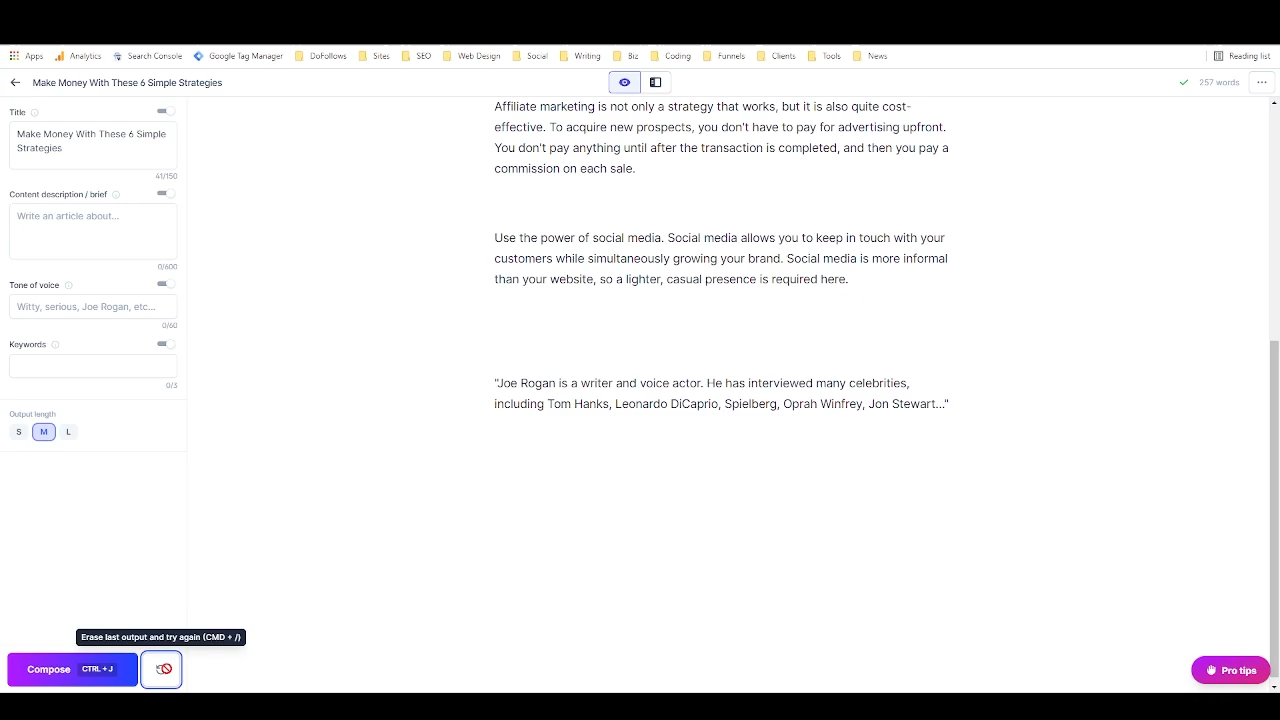 Apps Analytics Search Console Google Tag Manager DoFollows Sites SEO Web Design Social Writing Biz Coding Funnels Clients Tools News Reading list
Make Money With These 6 Simple Strategies 257 words
Title
Make Money With These 6 Simple
Strategies
41/150
Content description / brief
Write an article about...
0/600
Tone of voice
Witty, serious, Joe Rogan, etc...
0/60
Keywords
0/3
Output length
S M L
Erase last output and try again (CMD + /)
Compose CTRL + J
Affiliate marketing is not only a strategy that works, but it is also quite cost-
effective. To acquire new prospects, you don't have to pay for advertising upfront.
You don't pay anything until after the transaction is completed, and then you pay a
commission on each sale.
Use the power of social media. Social media allows you to keep in touch with your
customers while simultaneously growing your brand. Social media is more informal
than your website, so a lighter, casual presence is required here.
"Joe Rogan is a writer and voice actor. He has interviewed many celebrities,
including Tom Hanks, Leonardo DiCaprio, Spielberg, Oprah Winfrey, Jon Stewart..."
Pro tips